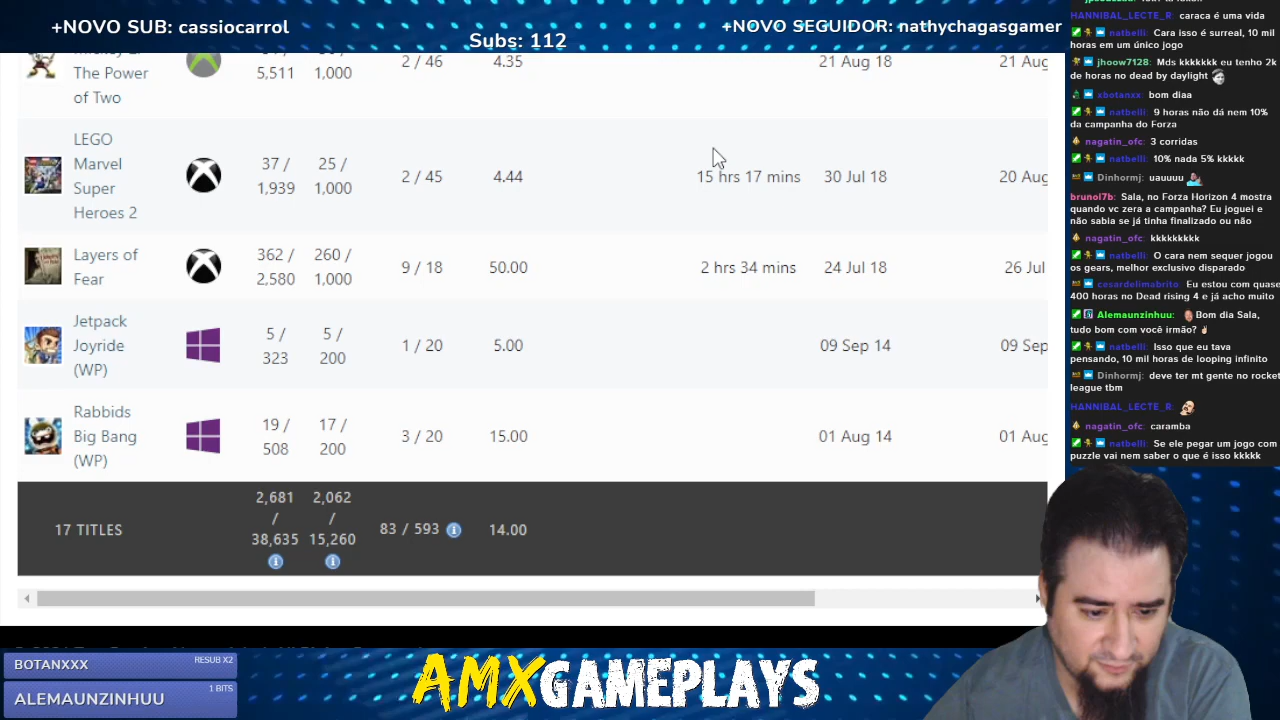 +NOVO SUB: cassiocarrol
Subs: 112
+NOVO SEGUIDOR: nathychagasgamer
The Power
of Two
5,511
1,000
2 / 46
4.35
21 Aug 18
21 Aug
LEGO
Marvel
Super
Heroes 2
37 /
1,939
25 /
1,000
2 / 45
4.44
15 hrs 17 mins
30 Jul 18
20 Aug
Layers of
Fear
362 /
2,580
260 /
1,000
9 / 18
50.00
2 hrs 34 mins
24 Jul 18
26 Jul
Jetpack
Joyride
(WP)
5 /
323
5 /
200
1 / 20
5.00
09 Sep 14
09 Sep
Rabbids
Big Bang
(WP)
19 /
508
17 /
200
3 / 20
15.00
01 Aug 14
01 Aug
17 TITLES
2,681
/
38,635
2,062
/
15,260
83 / 593
14.00
HANNIBAL_LECTE_R: caraca é uma vida
natbelli: Cara isso é surreal, 10 mil
horas em um único jogo
jhoow7128: Mds kkkkkkk eu tenho 2k
de horas no dead by daylight
xbotanxx: bom diaa
natbelli: 9 horas não dá nem 10%
da campanha do Forza
nagatin_ofc: 3 corridas
natbelli: 10% nada 5% kkkkk
Dinhormj: uauuuu
brunol7b: Sala, no Forza Horizon 4 mostra
quando vc zera a campanha? Eu joguei e
não sabia se já tinha finalizado ou não
nagatin_ofc: kkkkkkkkk
natbelli: O cara nem sequer jogou
os gears, melhor exclusivo disparado
cesardelimabrito: Eu estou com quase
400 horas no Dead rising 4 e já acho muito
Alemaunzinhuu: Bom dia Sala,
tudo bom com você irmão?
natbelli: Isso que eu tava
pensando, 10 mil horas de looping infinito
Dinhormj: deve ter mt gente no rocket
league tbm
HANNIBAL_LECTE_R:
nagatin_ofc: caramba
natbelli: Se ele pegar um jogo com
puzzle vai nem saber o que é isso kkkkk
BOTANXXX
RESUB X2
ALEMAUNZINHUU
1 BITS
AMXGAMEPLAYS